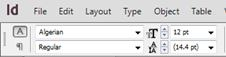 Id File Edit Layout Type Object Table
A Algerian T 12 pt
¶ Regular A (14.4 pt)